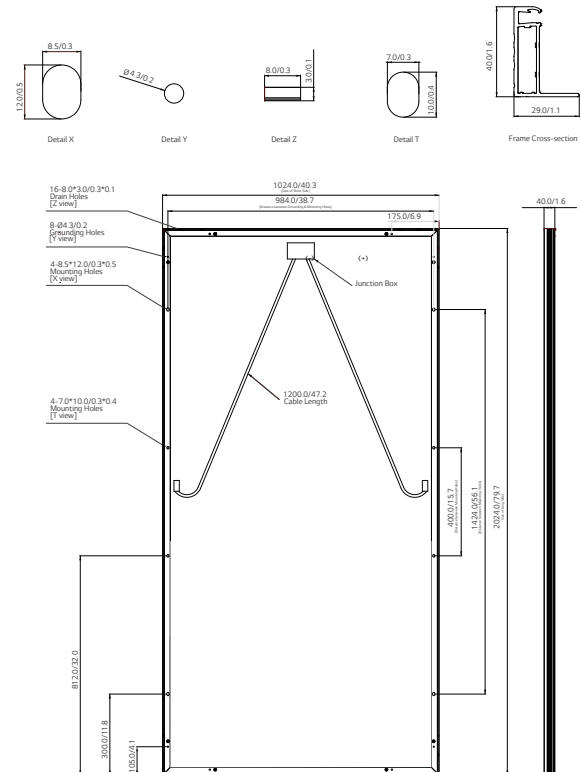 8.5/0.3
12.0/0.5
Detail X
Ø4.3/0.2
Detail Y
8.0/0.3
3.0/0.1
Detail Z
7.0/0.3
10.0/0.4
Detail T
40.0/1.6
29.0/1.1
Frame Cross-section
16-8.0*3.0/0.3*0.1
Drain Holes
[Z view]
8-Ø4.3/0.2
Grounding Holes
[Y view]
4-8.5*12.0/0.3*0.5
Mounting Holes
[X view]
4-7.0*10.0/0.3*0.4
Mounting Holes
[T view]
1024.0/40.3
984.0/38.7
175.0/6.9
40.0/1.6
(+)
Junction Box
1200.0/47.2
Cable Length
400.0/15.7
1424.0/56.1
2024.0/79.7
812.0/32.0
300.0/11.8
105.0/4.1